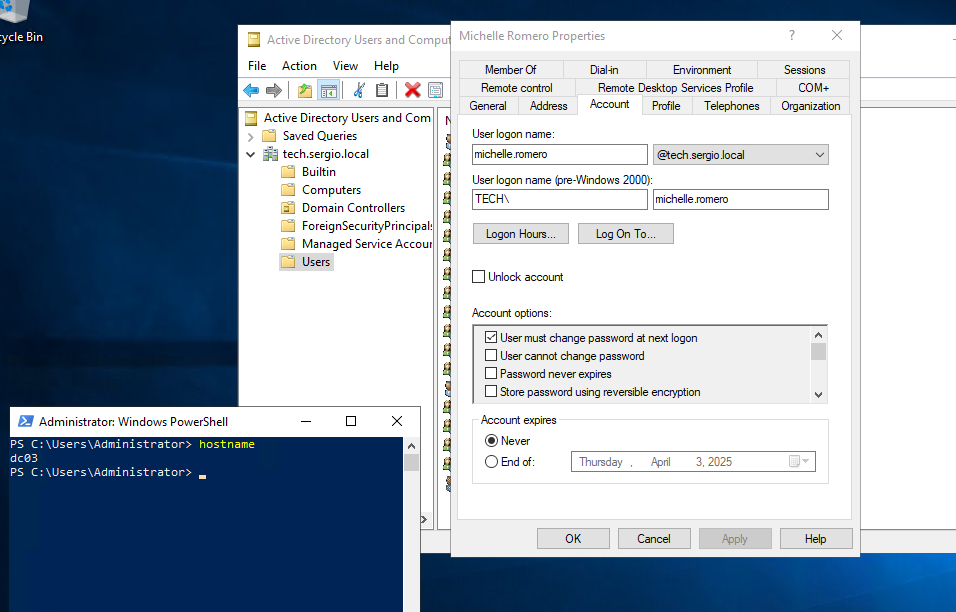 cycle Bin
Active Directory Users and Compu
File Action View Help
Active Directory Users and Com
Saved Queries
tech.sergio.local
Builtin
Computers
Domain Controllers
ForeignSecurityPrincipals
Managed Service Accour
Users
N
Michelle Romero Properties
Member Of Dial-in Environment Sessions
Remote control Remote Desktop Services Profile COM+
General Address Account Profile Telephones Organization
User logon name:
michelle.romero @tech.sergio.local
User logon name (pre-Windows 2000):
TECH\ michelle.romero
Logon Hours... Log On To...
Unlock account
Account options:
User must change password at next logon
User cannot change password
Password never expires
Store password using reversible encryption
Account expires
Never
End of: Thursday , April 3, 2025
OK Cancel Apply Help
Administrator: Windows PowerShell
PS C:\Users\Administrator> hostname
dc03
PS C:\Users\Administrator>